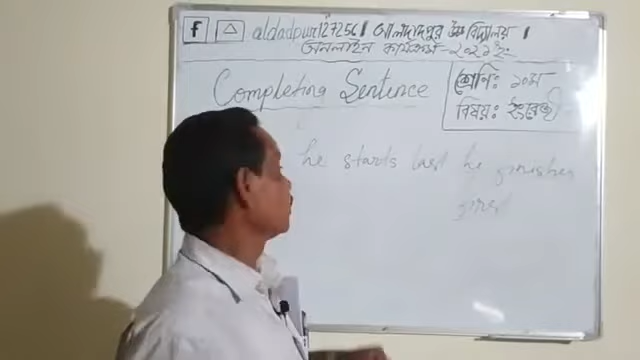 f aldadpur127256 | আলদাদপুর উচ্চ বিদ্যালয় ।
অনলাইন কার্যক্রম-২০২১ইং
Completing Sentence
শ্রেণিঃ ১০ম
বিষয়ঃ ইংরেজী
he starts last he finishes
first